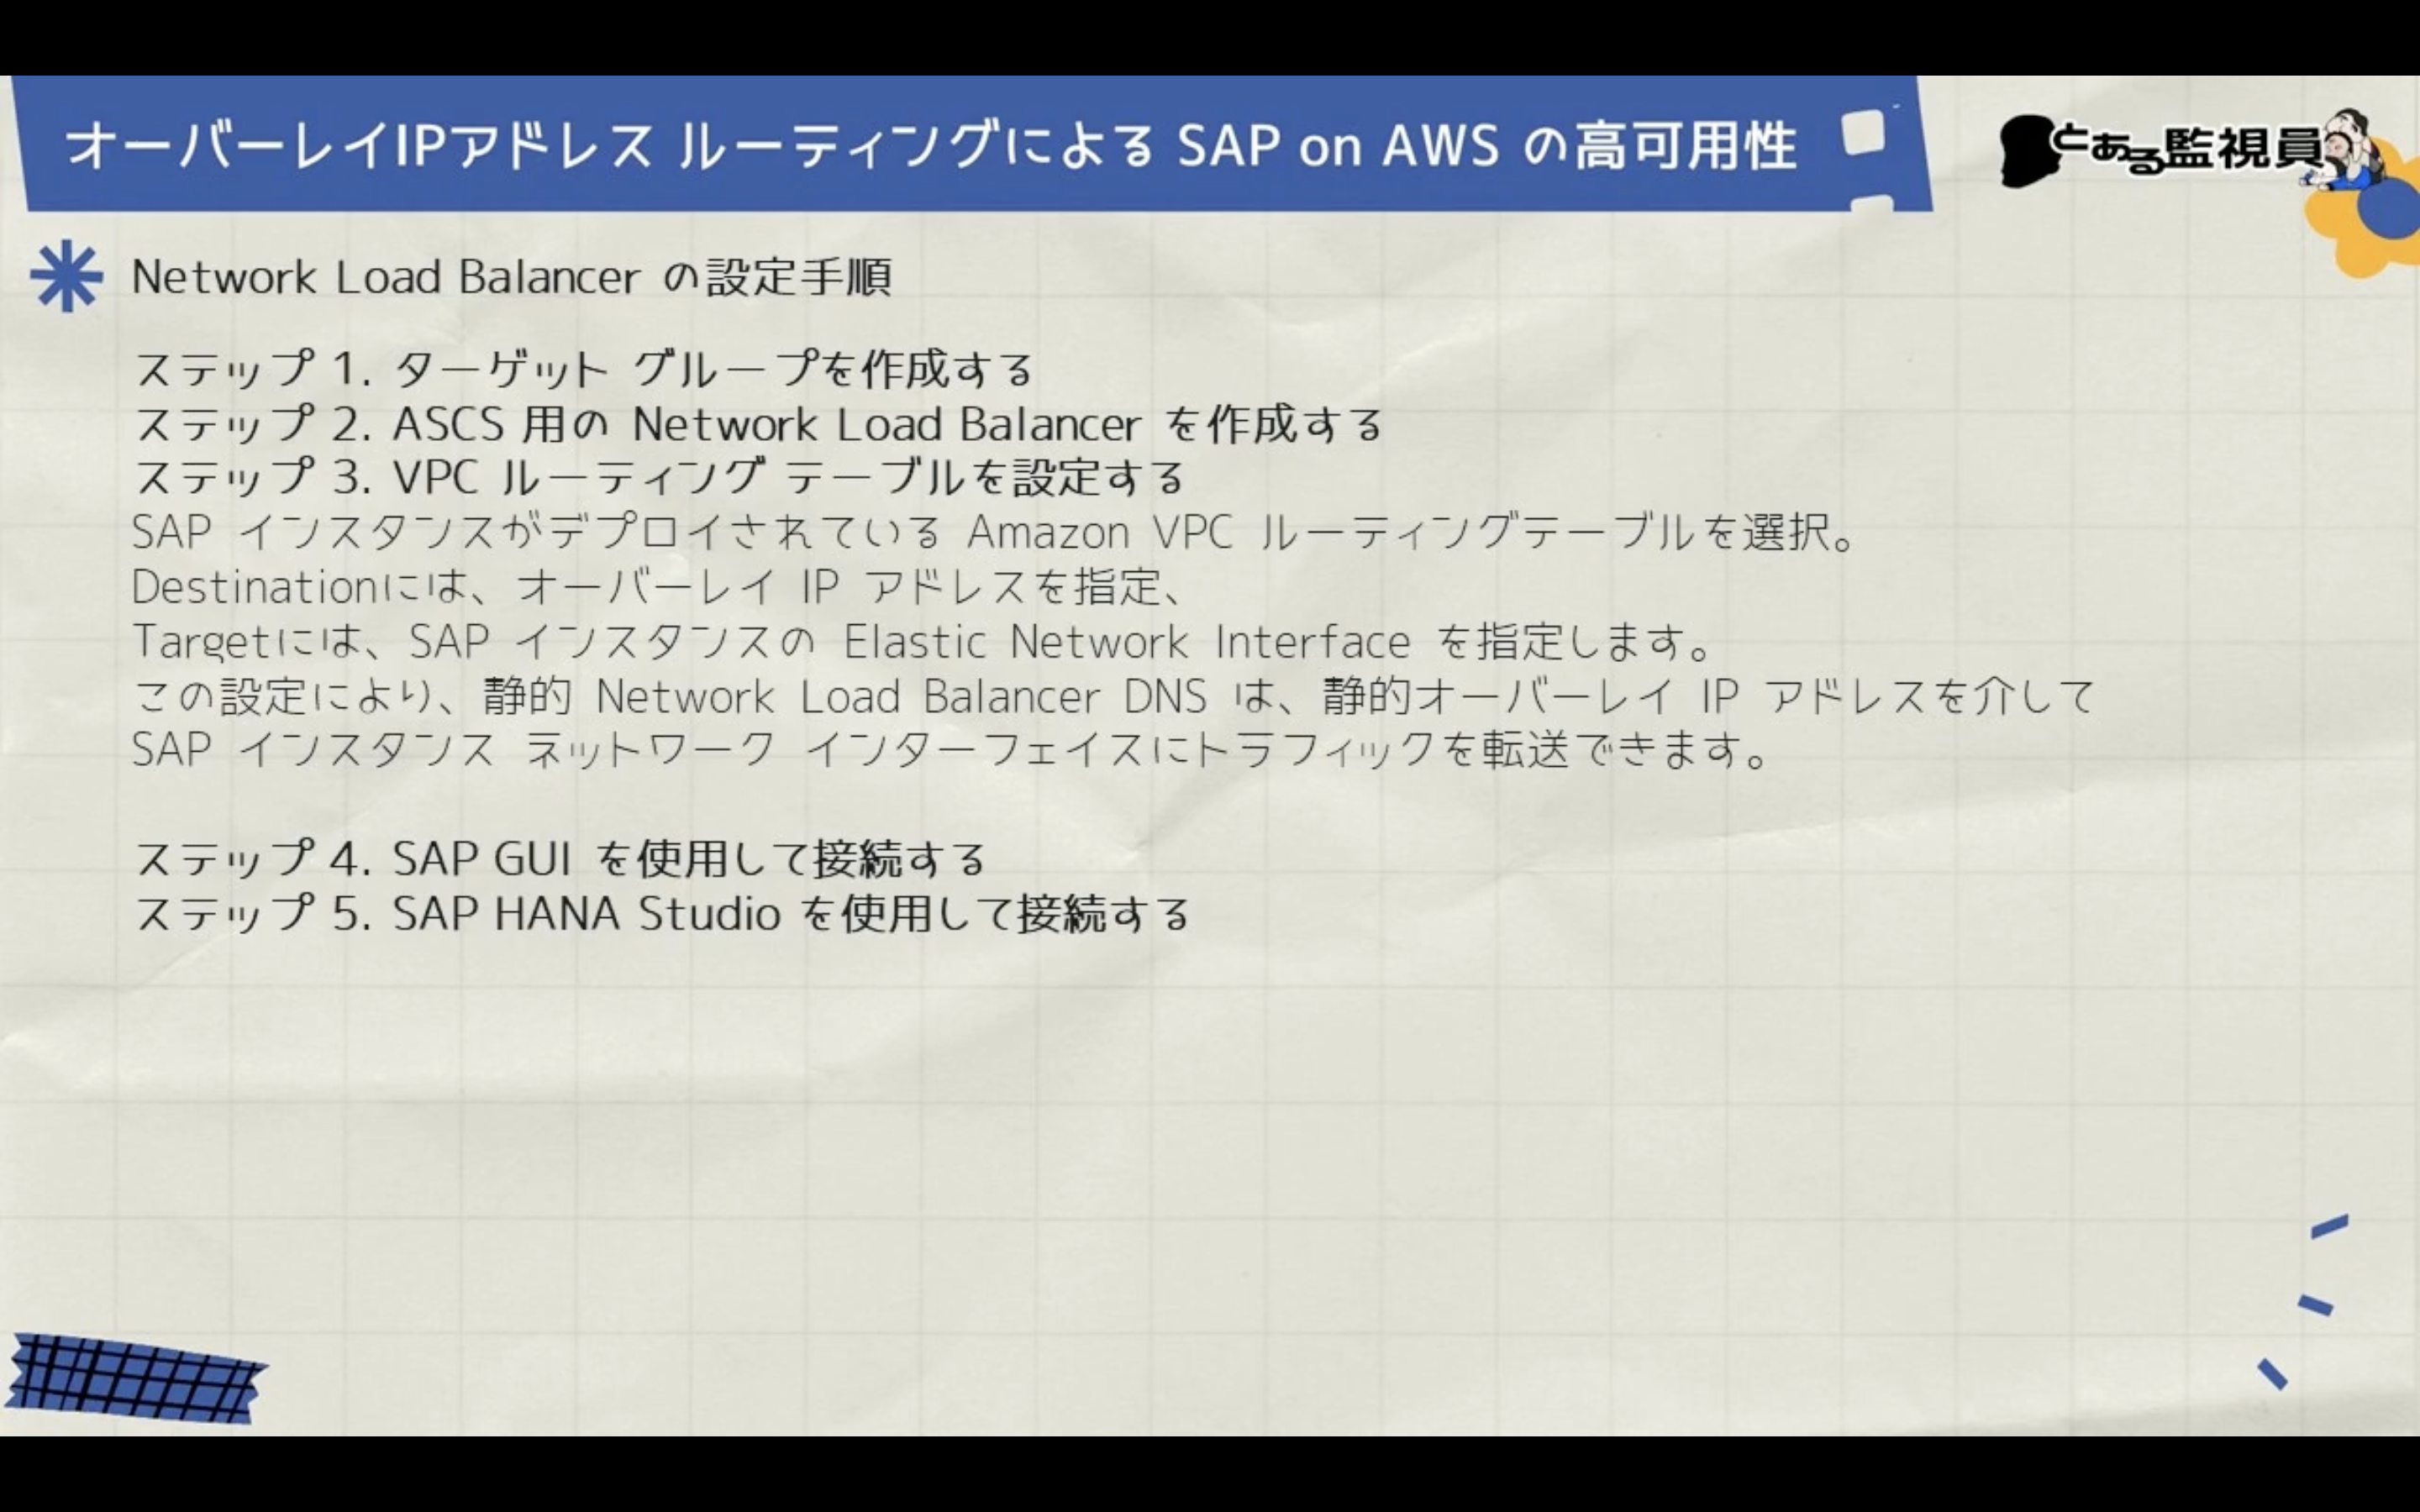 オーバーレイIPアドレス ルーティングによる SAP on AWS の高可用性
とある監視員
Network Load Balancer の設定手順
ステップ 1. ターゲット グループを作成する
ステップ 2. ASCS 用の Network Load Balancer を作成する
ステップ 3. VPC ルーティング テーブルを設定する
SAP インスタンスがデプロイされている Amazon VPC ルーティングテーブルを選択。
Destinationには、オーバーレイ IP アドレスを指定、
Targetには、SAP インスタンスの Elastic Network Interface を指定します。
この設定により、静的 Network Load Balancer DNS は、静的オーバーレイ IP アドレスを介して
SAP インスタンス ネットワーク インターフェイスにトラフィックを転送できます。
ステップ 4. SAP GUI を使用して接続する
ステップ 5. SAP HANA Studio を使用して接続する